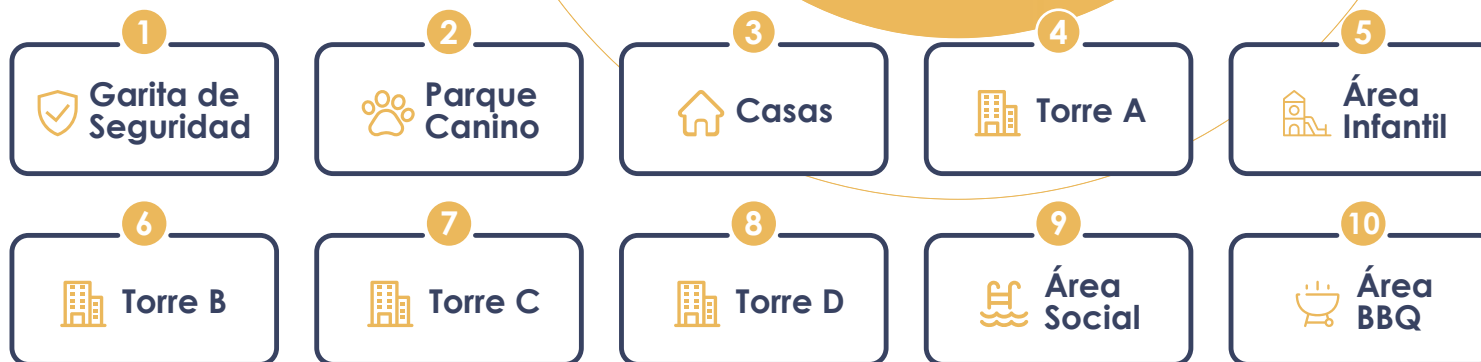 1
Garita de
Seguridad
2
Parque
Canino
3
Casas
4
Torre A
5
Área
Infantil
6
Torre B
7
Torre C
8
Torre D
9
Área
Social
10
Área
BBQ